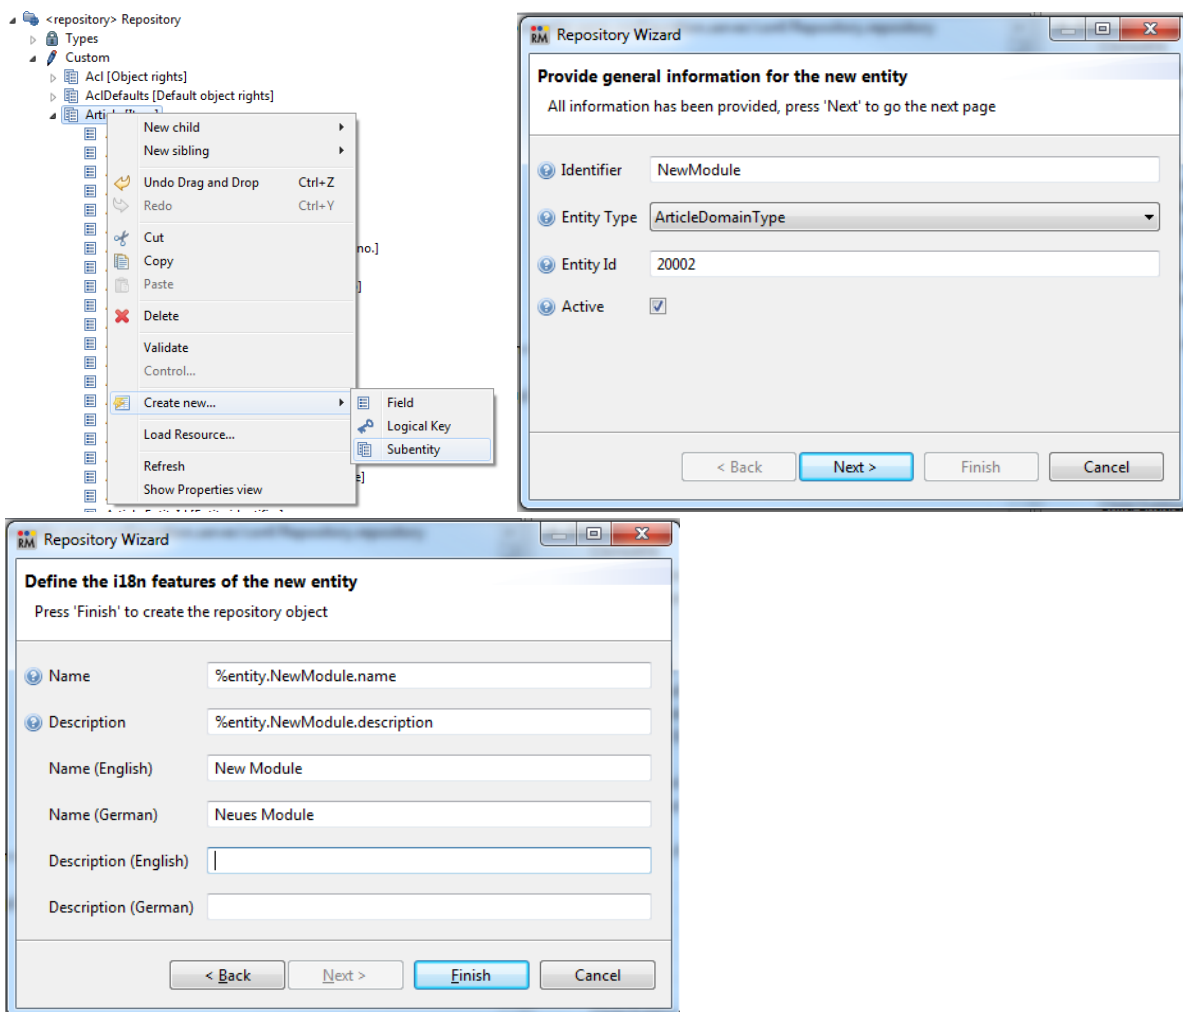 <repository> Repository
Types
Custom
Acl [Object rights]
AclDefaults [Default object rights]
New child
New sibling
Undo Drag and Drop Ctrl+Z
Redo Ctrl+Y
Cut
no.]
Copy
Paste
Delete
Validate
Control...
Create new...
Field
Logical Key
Subentity
Load Resource...
Refresh
Show Properties view
RM Repository Wizard
Provide general information for the new entity
All information has been provided, press 'Next' to go the next page
Identifier NewModule
Entity Type ArticleDomainType
Entity Id 20002
Active
< Back Next > Finish Cancel
RM Repository Wizard
Define the i18n features of the new entity
Press 'Finish' to create the repository object
Name %entity.NewModule.name
Description %entity.NewModule.description
Name (English) New Module
Name (German) Neues Module
Description (English)
Description (German)
< Back Next > Finish Cancel